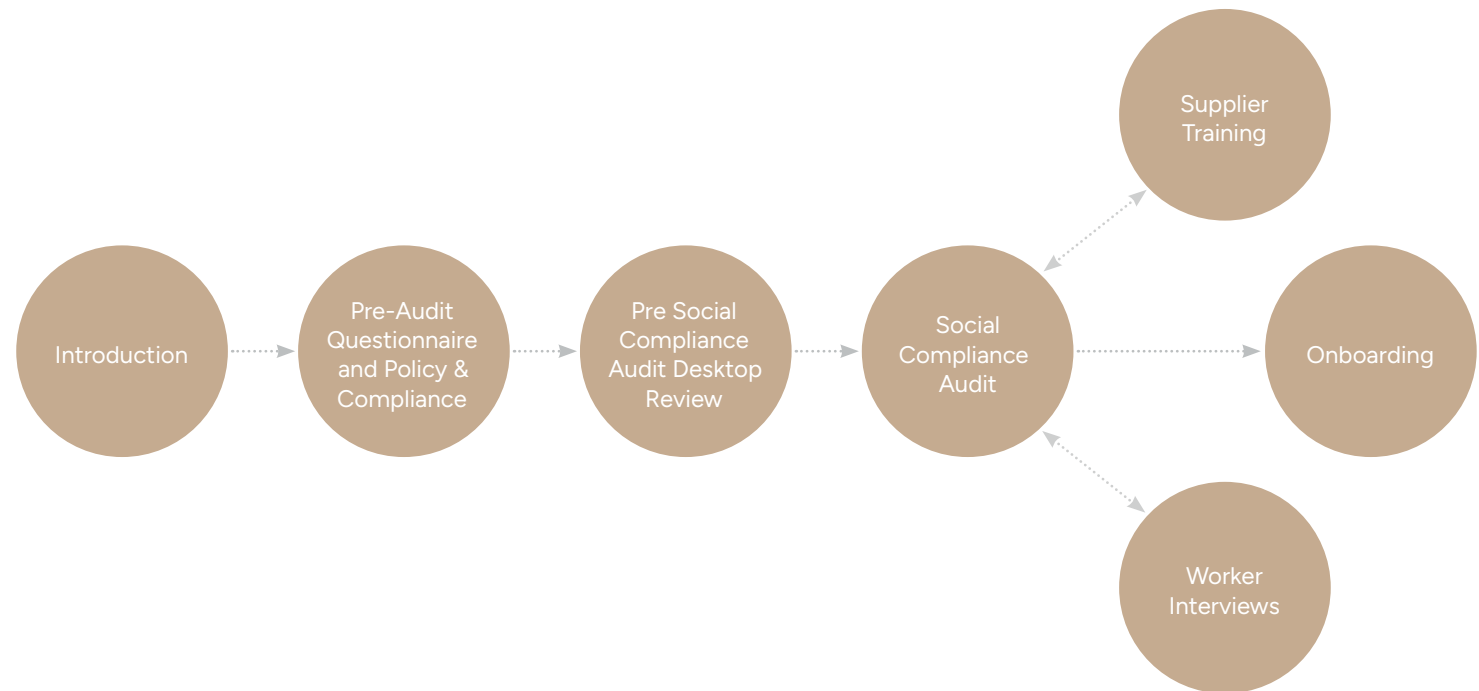 Introduction
Pre-Audit
Questionnaire
and Policy &
Compliance
Pre Social
Compliance
Audit Desktop
Review
Social
Compliance
Audit
Supplier
Training
Onboarding
Worker
Interviews